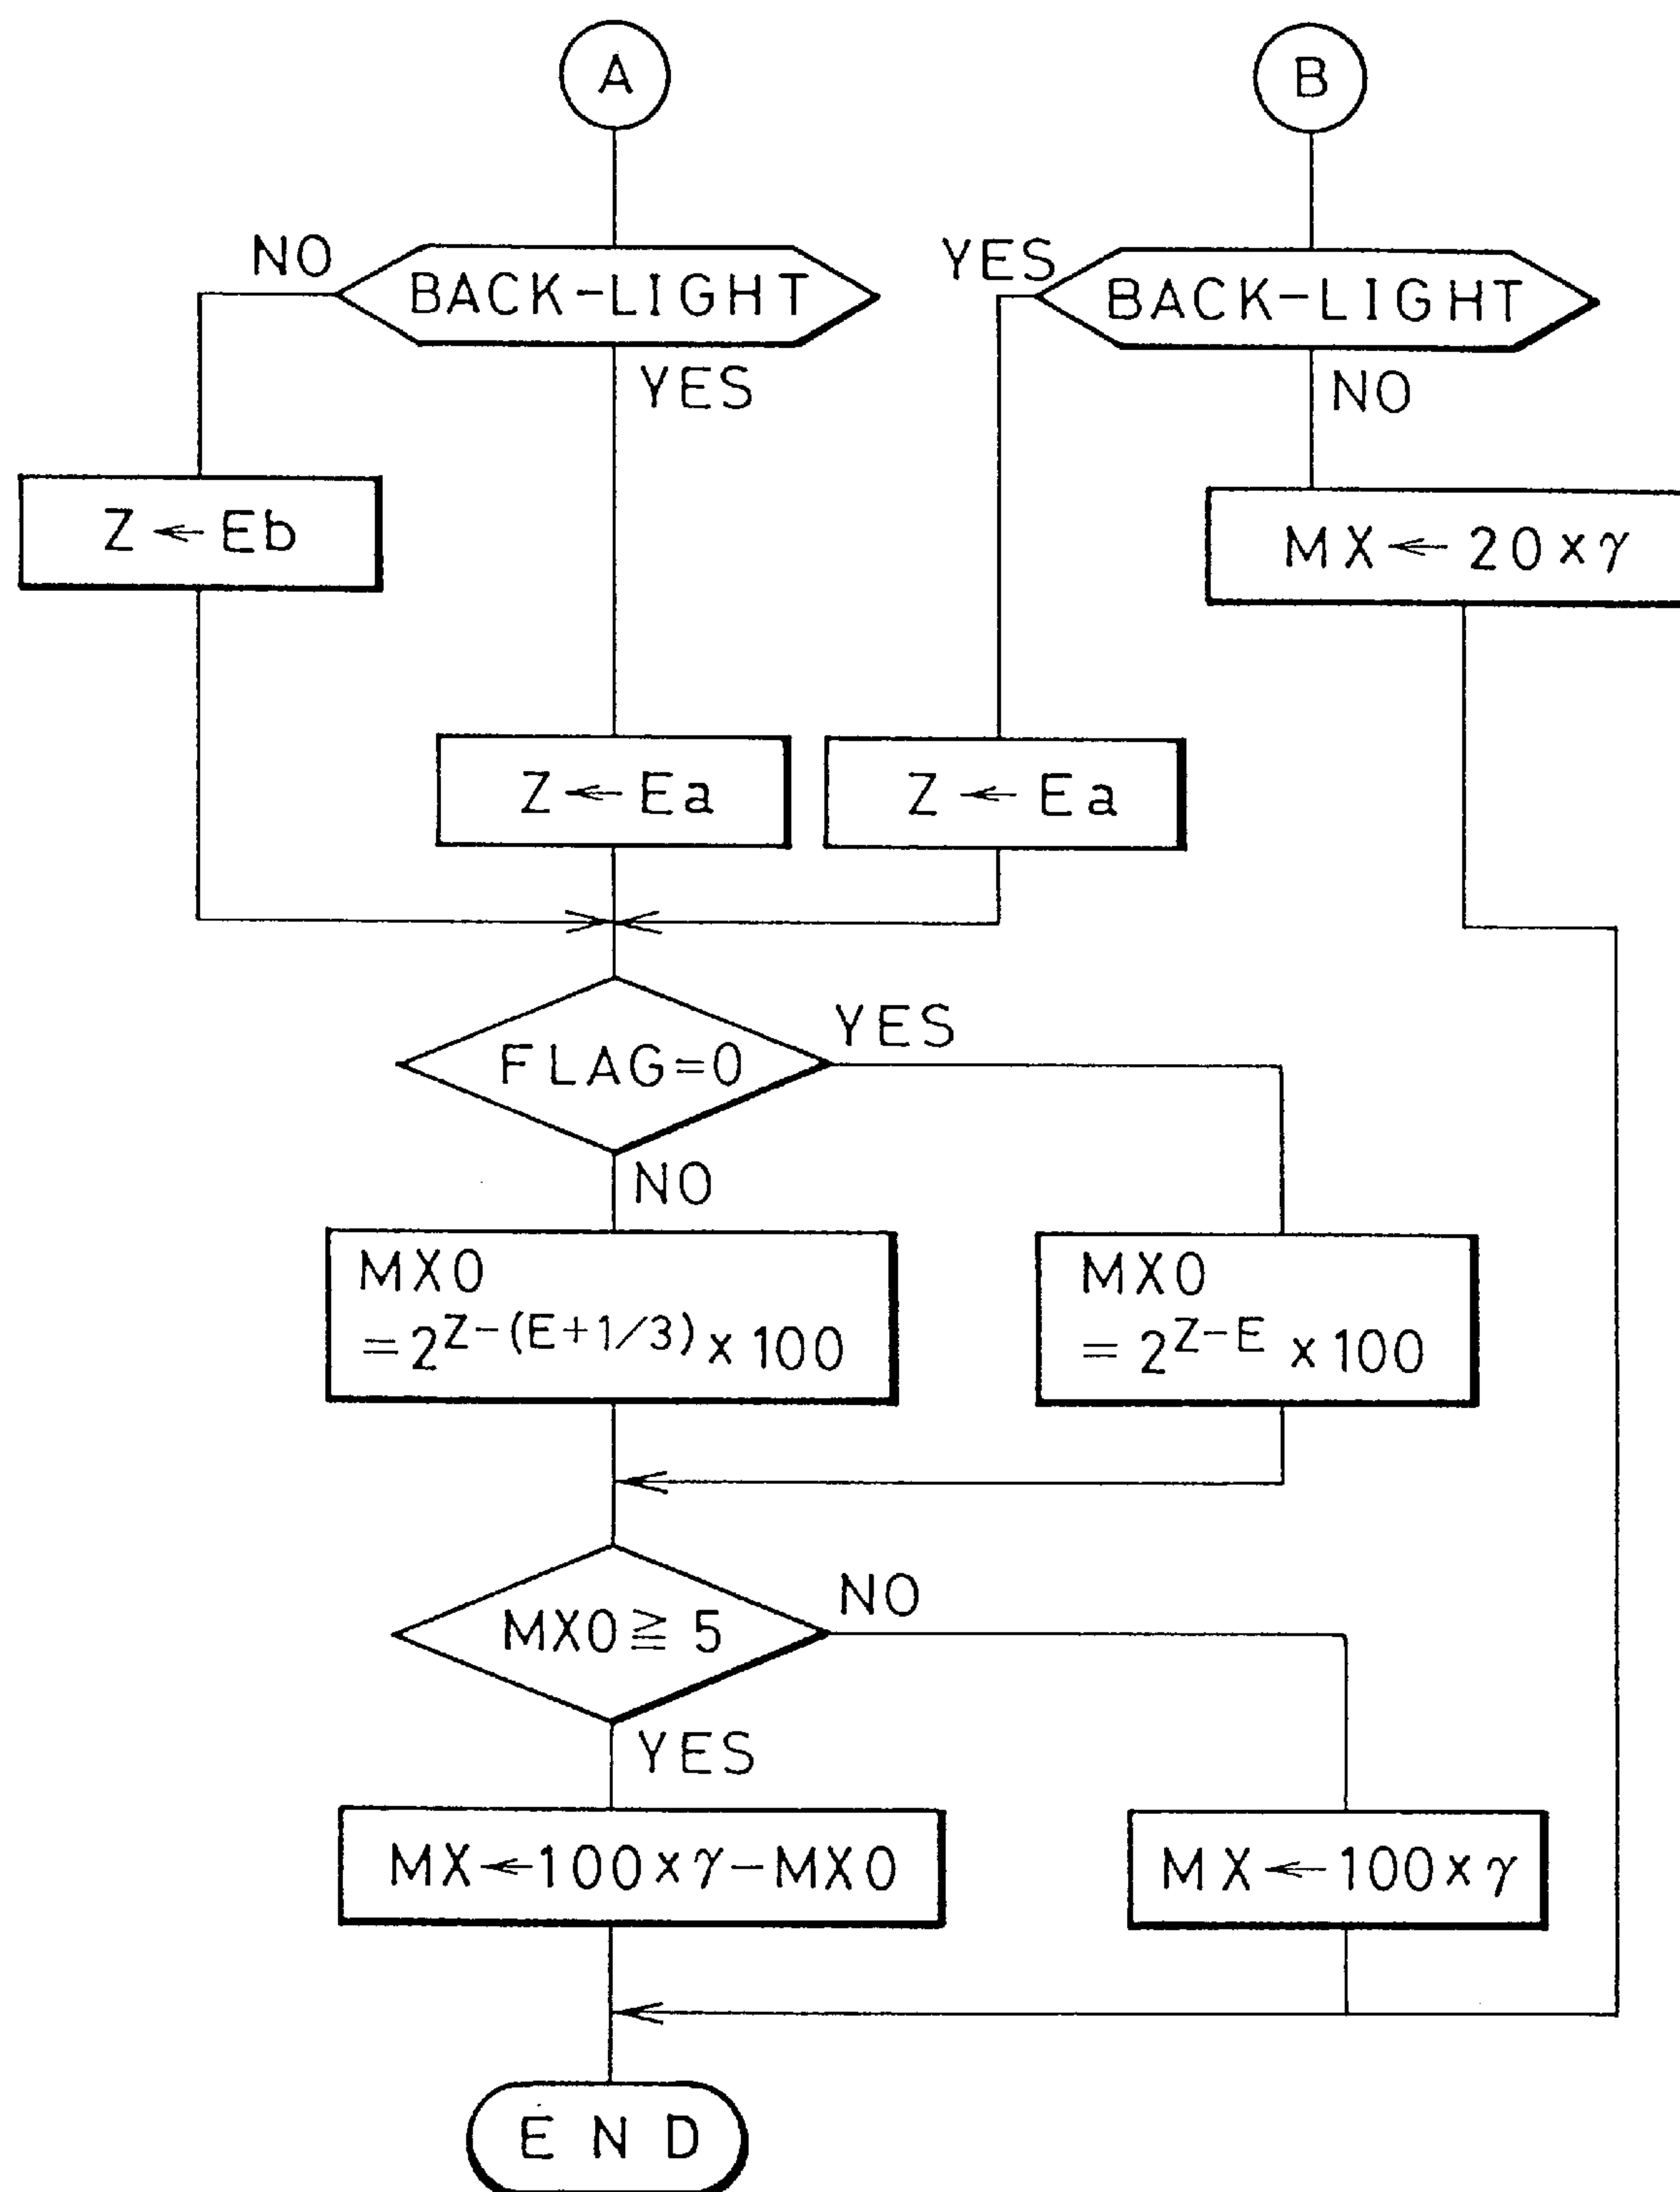 A
B
NO
BACK-LIGHT
YES
YES
BACK-LIGHT
NO
Z ← Eb
MX ← 20 x γ
Z ← Ea
Z ← Ea
FLAG=0
YES
NO
MX0
= 2^{Z-(E+1/3)} x 100
MX0
= 2^{Z-E} x 100
MX0 ≧ 5
NO
YES
MX ← 100 x γ - MX0
MX ← 100 x γ
END